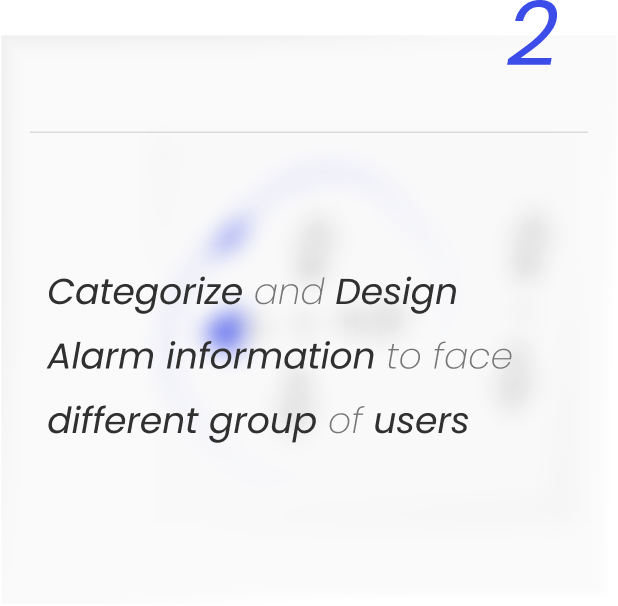 2
Categorize and Design
Alarm information to face
different group of users